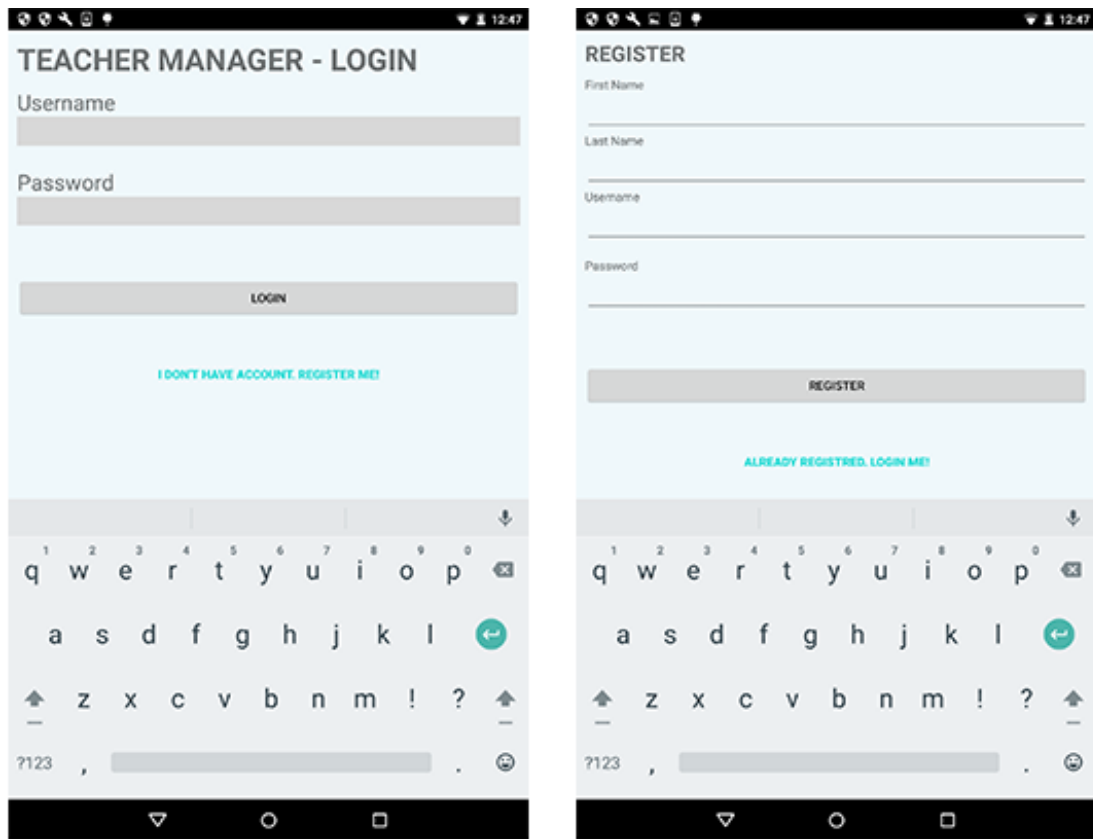 12:47
TEACHER MANAGER - LOGIN
Username
Password
LOGIN
I DON'T HAVE ACCOUNT. REGISTER ME!
1 2 3 4 5 6 7 8 9 0
q w e r t y u i o p
a s d f g h j k l
z x c v b n m ! ?
?123 , .
12:47
REGISTER
First Name
Last Name
Username
Password
REGISTER
ALREADY REGISTRED. LOGIN ME!
1 2 3 4 5 6 7 8 9 0
q w e r t y u i o p
a s d f g h j k l
z x c v b n m ! ?
?123 , .